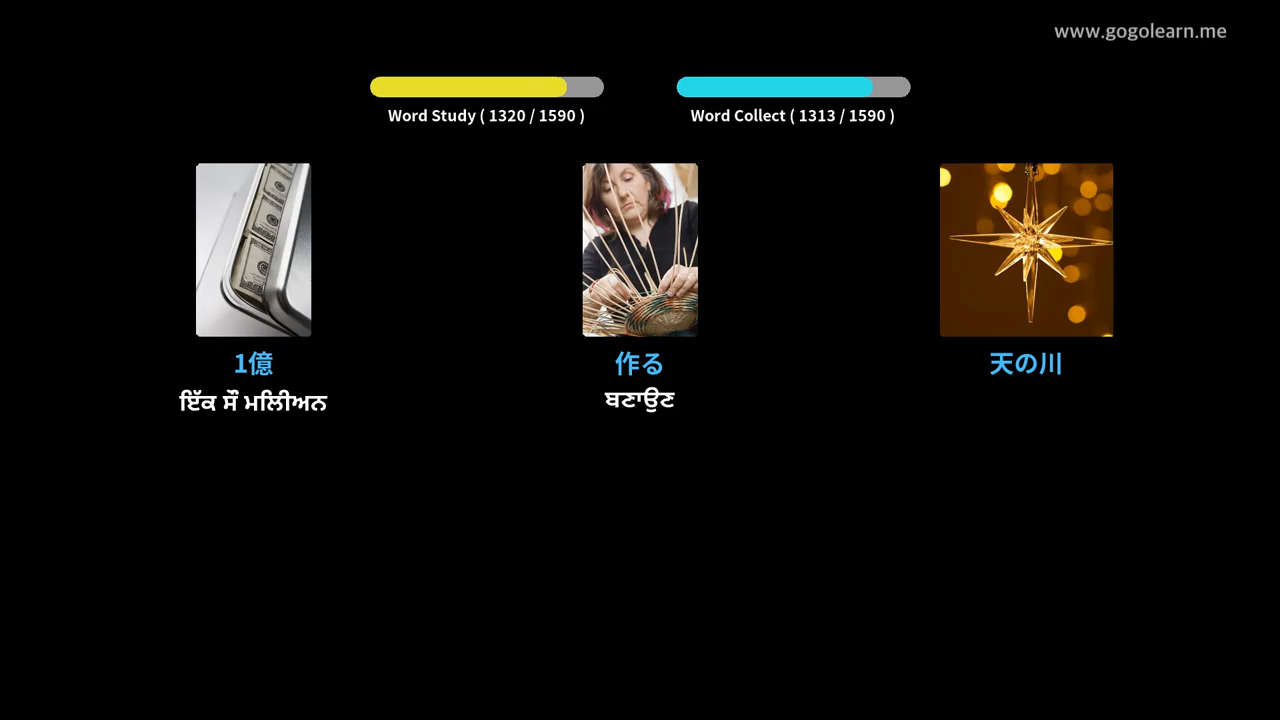 www.gogolearn.me
Word Study ( 1320 / 1590 )
Word Collect ( 1313 / 1590 )
1億
作る
天の川
ਇੱਕ ਸੌ ਮਲਿੀਅਨ
ਬਣਾਉਣ